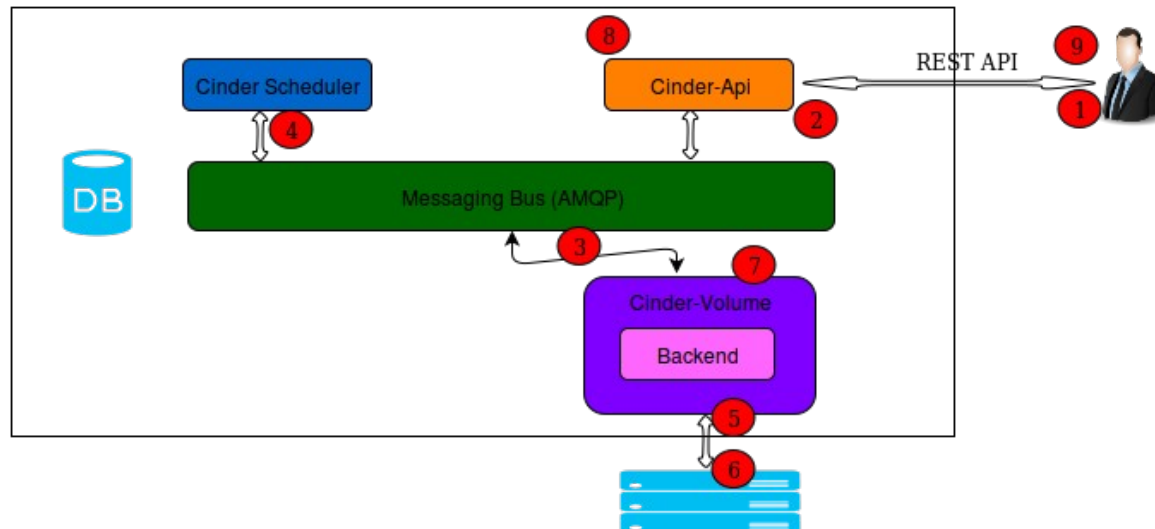 8
9
REST API
Cinder Scheduler
Cinder-Api
1
2
4
DB
Messaging Bus (AMQP)
3
7
Cinder-Volume
Backend
5
6